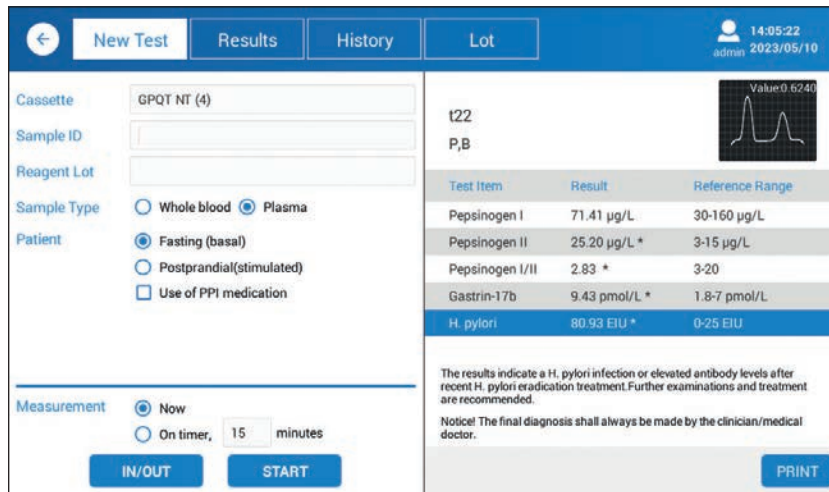 New Test
Results
History
Lot
admin
14:05:22
2023/05/10
Cassette
GPQT NT (4)
Sample ID
Reagent Lot
Sample Type
Whole blood
Plasma
Patient
Fasting (basal)
Postprandial(stimulated)
Use of PPI medication
Measurement
Now
On timer, 15 minutes
IN/OUT
START
t22
P,B
Value:0.6240
Test Item Result Reference Range
Pepsinogen I 71.41 µg/L 30-160 µg/L
Pepsinogen II 25.20 µg/L * 3-15 µg/L
Pepsinogen I/II 2.83 * 3-20
Gastrin-17b 9.43 pmol/L * 1.8-7 pmol/L
H. pylori 80.93 EIU * 0-25 EIU
The results indicate a H. pylori infection or elevated antibody levels after
recent H. pylori eradication treatment.Further examinations and treatment
are recommended.
Notice! The final diagnosis shall always be made by the clinician/medical
doctor.
PRINT